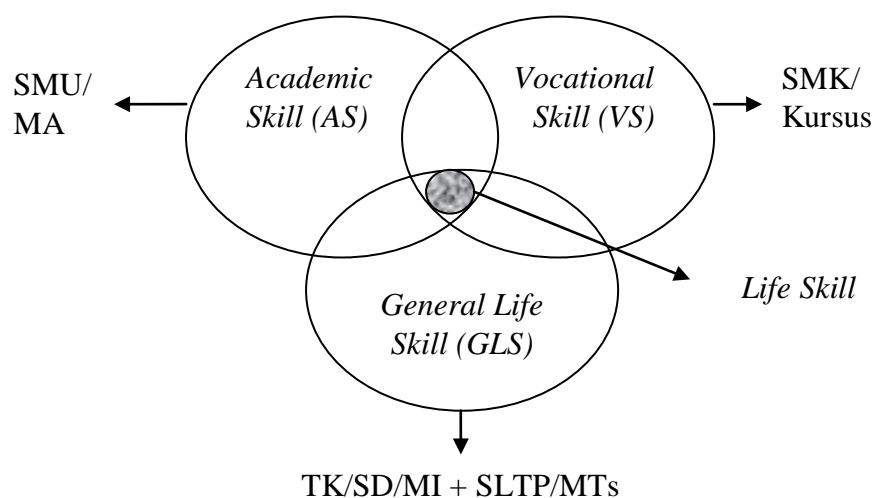 Academic
Skill (AS)
Vocational
Skill (VS)
SMU/
MA
SMK/
Kursus
Life Skill
General Life
Skill (GLS)
TK/SD/MI + SLTP/MTs